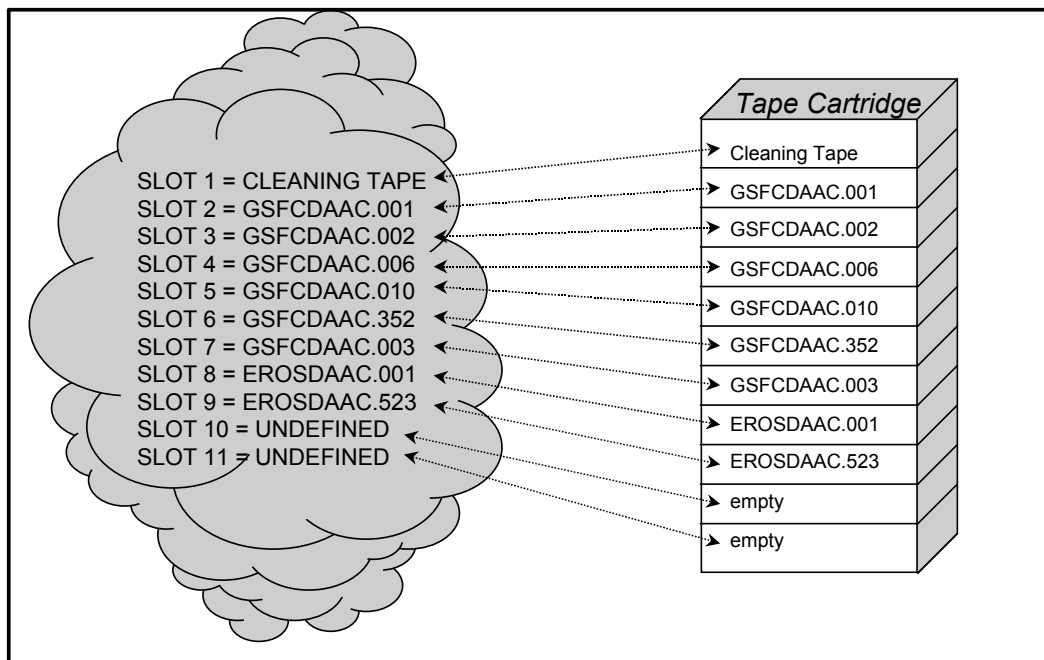 SLOT 1 = CLEANING TAPE
SLOT 2 = GSFCDAAC.001
SLOT 3 = GSFCDAAC.002
SLOT 4 = GSFCDAAC.006
SLOT 5 = GSFCDAAC.010
SLOT 6 = GSFCDAAC.352
SLOT 7 = GSFCDAAC.003
SLOT 8 = EROSDAAC.001
SLOT 9 = EROSDAAC.523
SLOT 10 = UNDEFINED
SLOT 11 = UNDEFINED
Tape Cartridge
Cleaning Tape
GSFCDAAC.001
GSFCDAAC.002
GSFCDAAC.006
GSFCDAAC.010
GSFCDAAC.352
GSFCDAAC.003
EROSDAAC.001
EROSDAAC.523
empty
empty